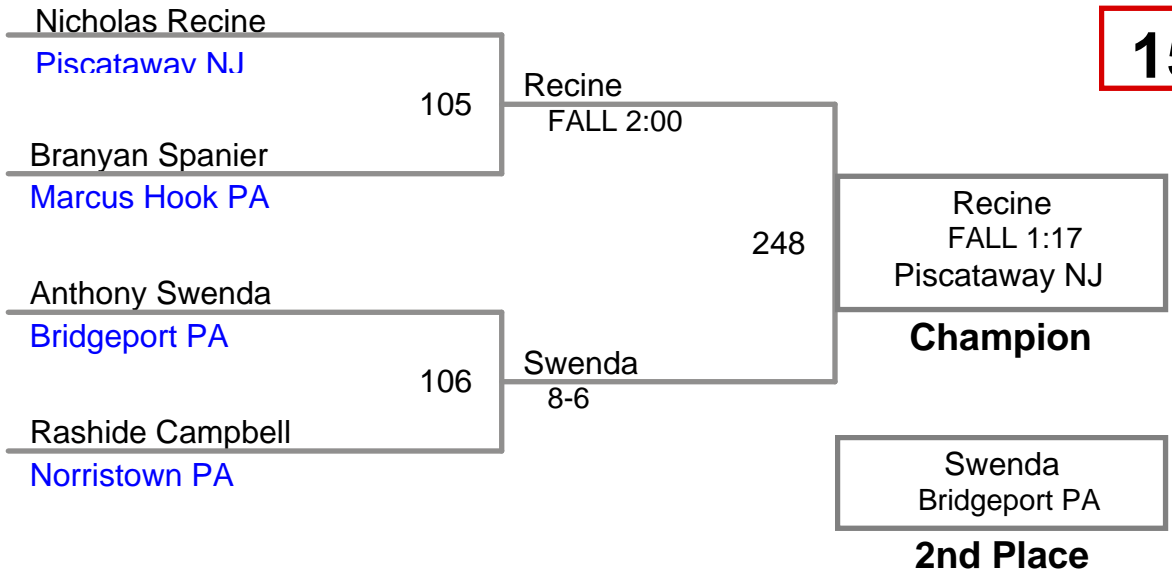 Nicholas Recine
Piscataway NJ
105
Recine
FALL 2:00
Branyan Spanier
Marcus Hook PA
248
Recine
FALL 1:17
Piscataway NJ
Champion
Anthony Swenda
Bridgeport PA
106
Swenda
8-6
Rashide Campbell
Norristown PA
Swenda
Bridgeport PA
2nd Place